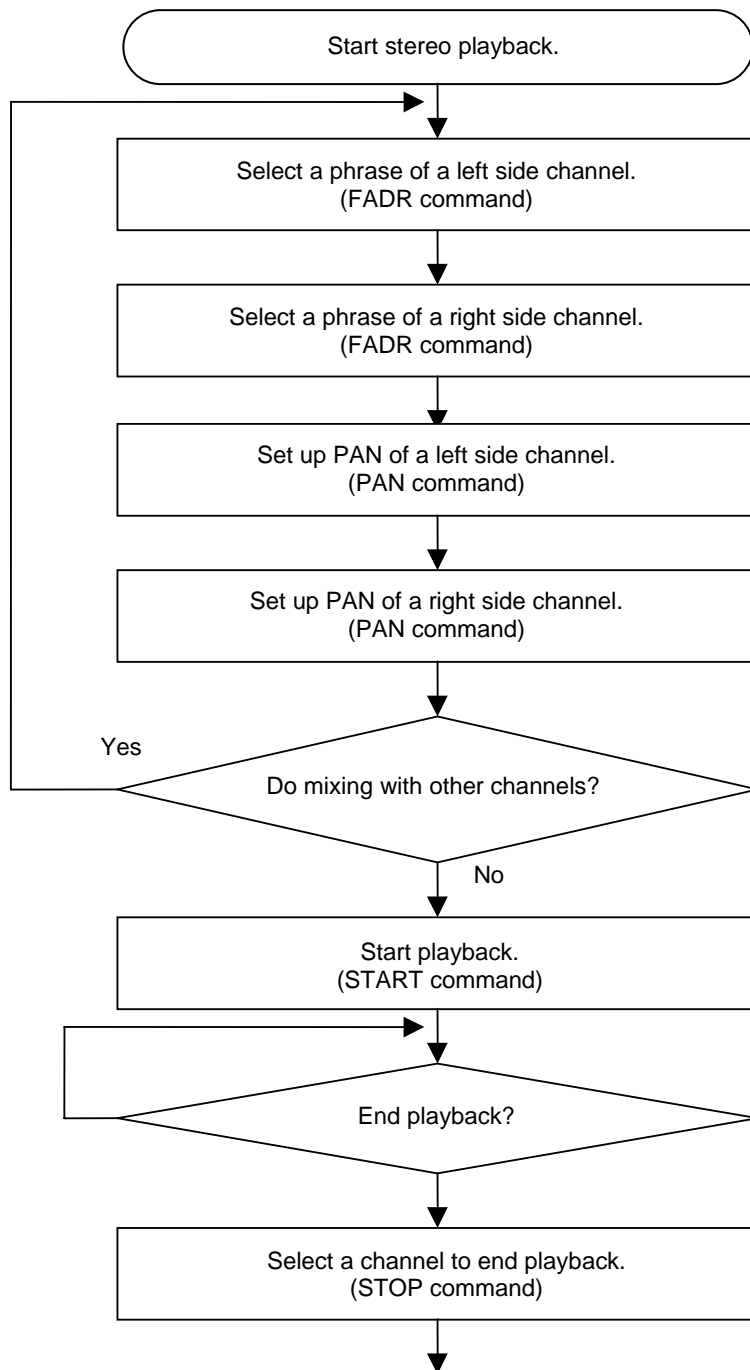 Start stereo playback.
Select a phrase of a left side channel.
(FADR command)
Select a phrase of a right side channel.
(FADR command)
Set up PAN of a left side channel.
(PAN command)
Set up PAN of a right side channel.
(PAN command)
Yes
Do mixing with other channels?
No
Start playback.
(START command)
End playback?
Select a channel to end playback.
(STOP command)